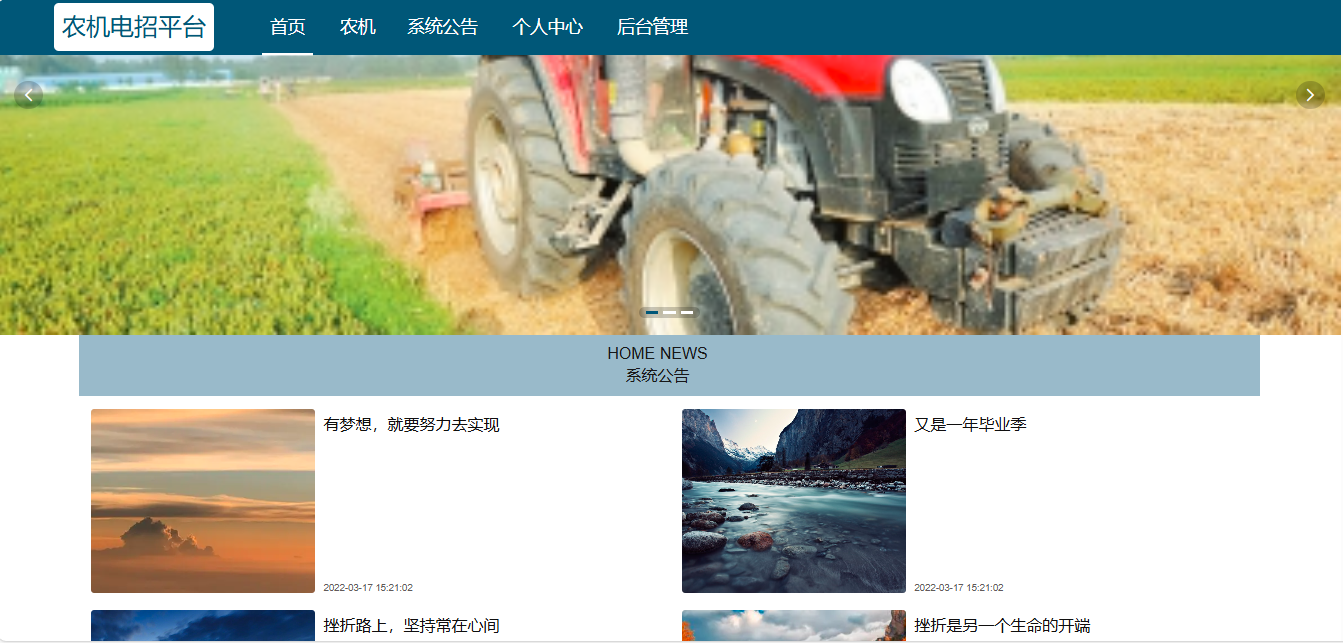 农机电招平台 首页 农机 系统公告 个人中心 后台管理
HOME NEWS
系统公告
有梦想，就要努力去实现
2022-03-17 15:21:02
又是一年毕业季
2022-03-17 15:21:02
挫折路上，坚持常在心间
挫折是另一个生命的开端